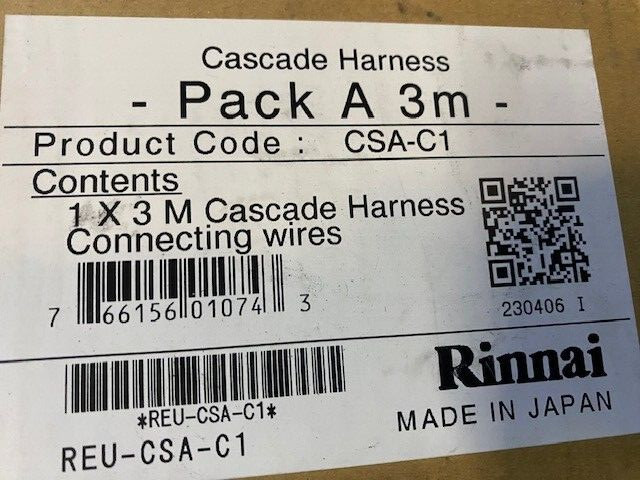 Cascade Harness
- Pack A 3m -
Product Code : CSA-C1
Contents
1 X 3 M Cascade Harness
Connecting wires
7 66156 01074 3
230406 I
*REU-CSA-C1*
REU-CSA-C1
Rinnai
MADE IN JAPAN